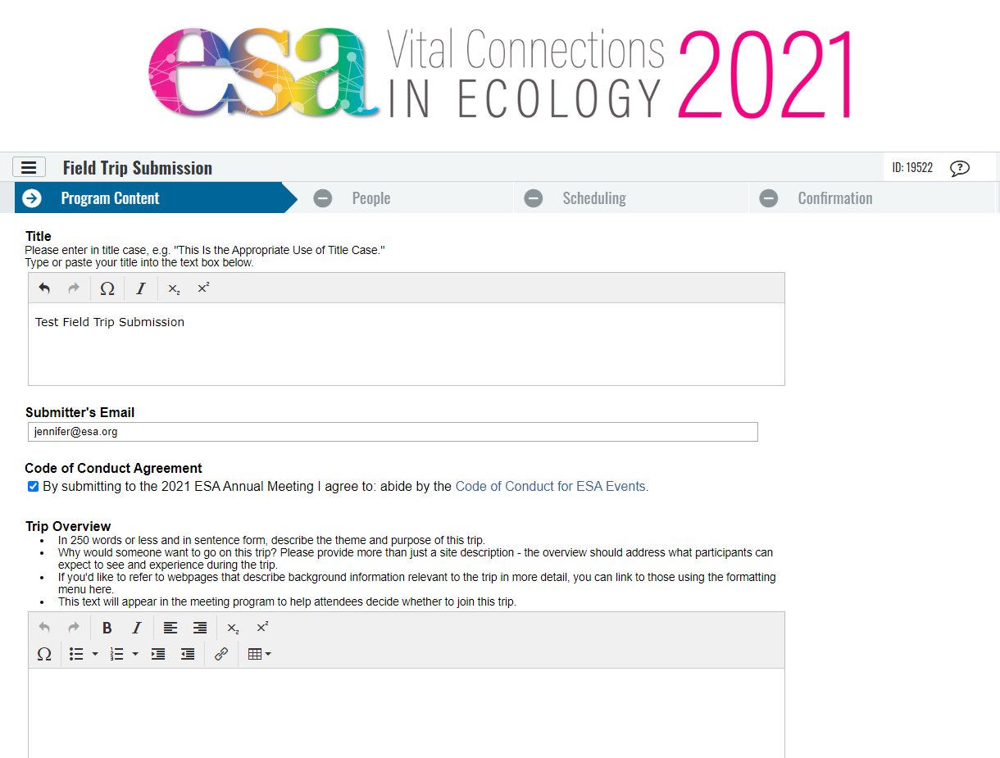 esa Vital Connections IN ECOLOGY 2021
Field Trip Submission
ID: 19522
?
Program Content
People
Scheduling
Confirmation
Title
Please enter in title case, e.g. "This Is the Appropriate Use of Title Case."
Type or paste your title into the text box below.
Ω I x₂ x²
Test Field Trip Submission
Submitter's Email
jennifer@esa.org
Code of Conduct Agreement
By submitting to the 2021 ESA Annual Meeting I agree to: abide by the Code of Conduct for ESA Events.
Trip Overview
• In 250 words or less and in sentence form, describe the theme and purpose of this trip.
• Why would someone want to go on this trip? Please provide more than just a site description - the overview should address what participants can
expect to see and experience during the trip.
• If you'd like to refer to webpages that describe background information relevant to the trip in more detail, you can link to those using the formatting
menu here.
• This text will appear in the meeting program to help attendees decide whether to join this trip.
B I x₂ x²
Ω